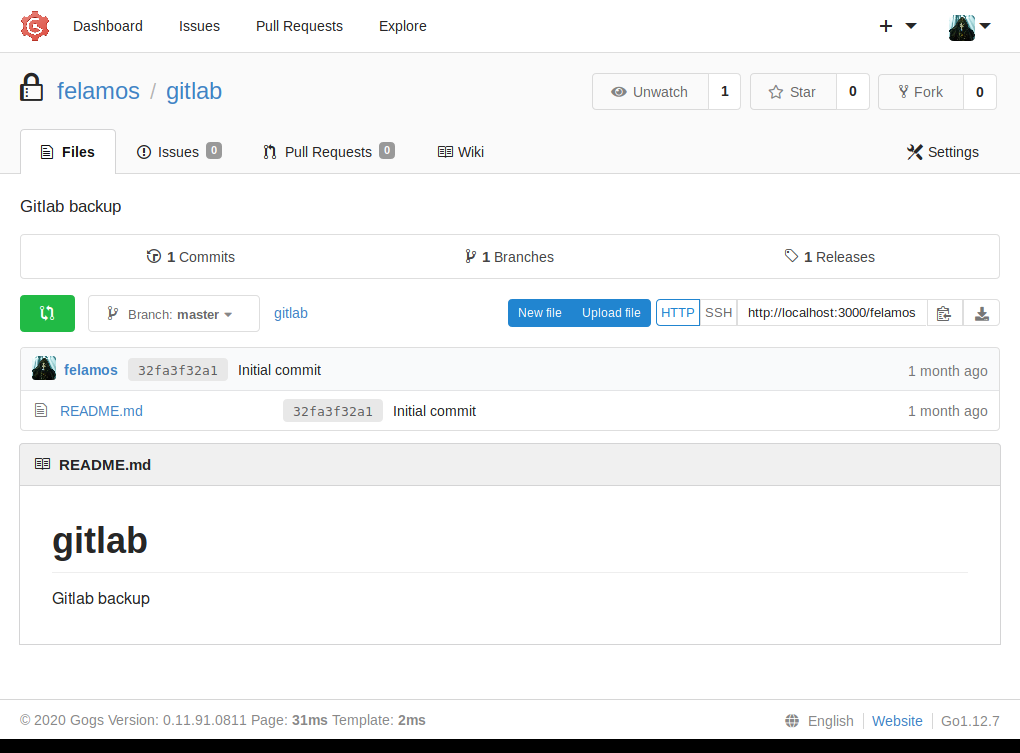 Dashboard Issues Pull Requests Explore
felamos / gitlab
Unwatch 1 Star 0 Fork 0
Files Issues 0 Pull Requests 0 Wiki Settings
Gitlab backup
1 Commits 1 Branches 1 Releases
Branch: master gitlab New file Upload file HTTP SSH http://localhost:3000/felamos
felamos 32fa3f32a1 Initial commit 1 month ago
README.md 32fa3f32a1 Initial commit 1 month ago
README.md
gitlab
Gitlab backup
© 2020 Gogs Version: 0.11.91.0811 Page: 31ms Template: 2ms English Website Go1.12.7